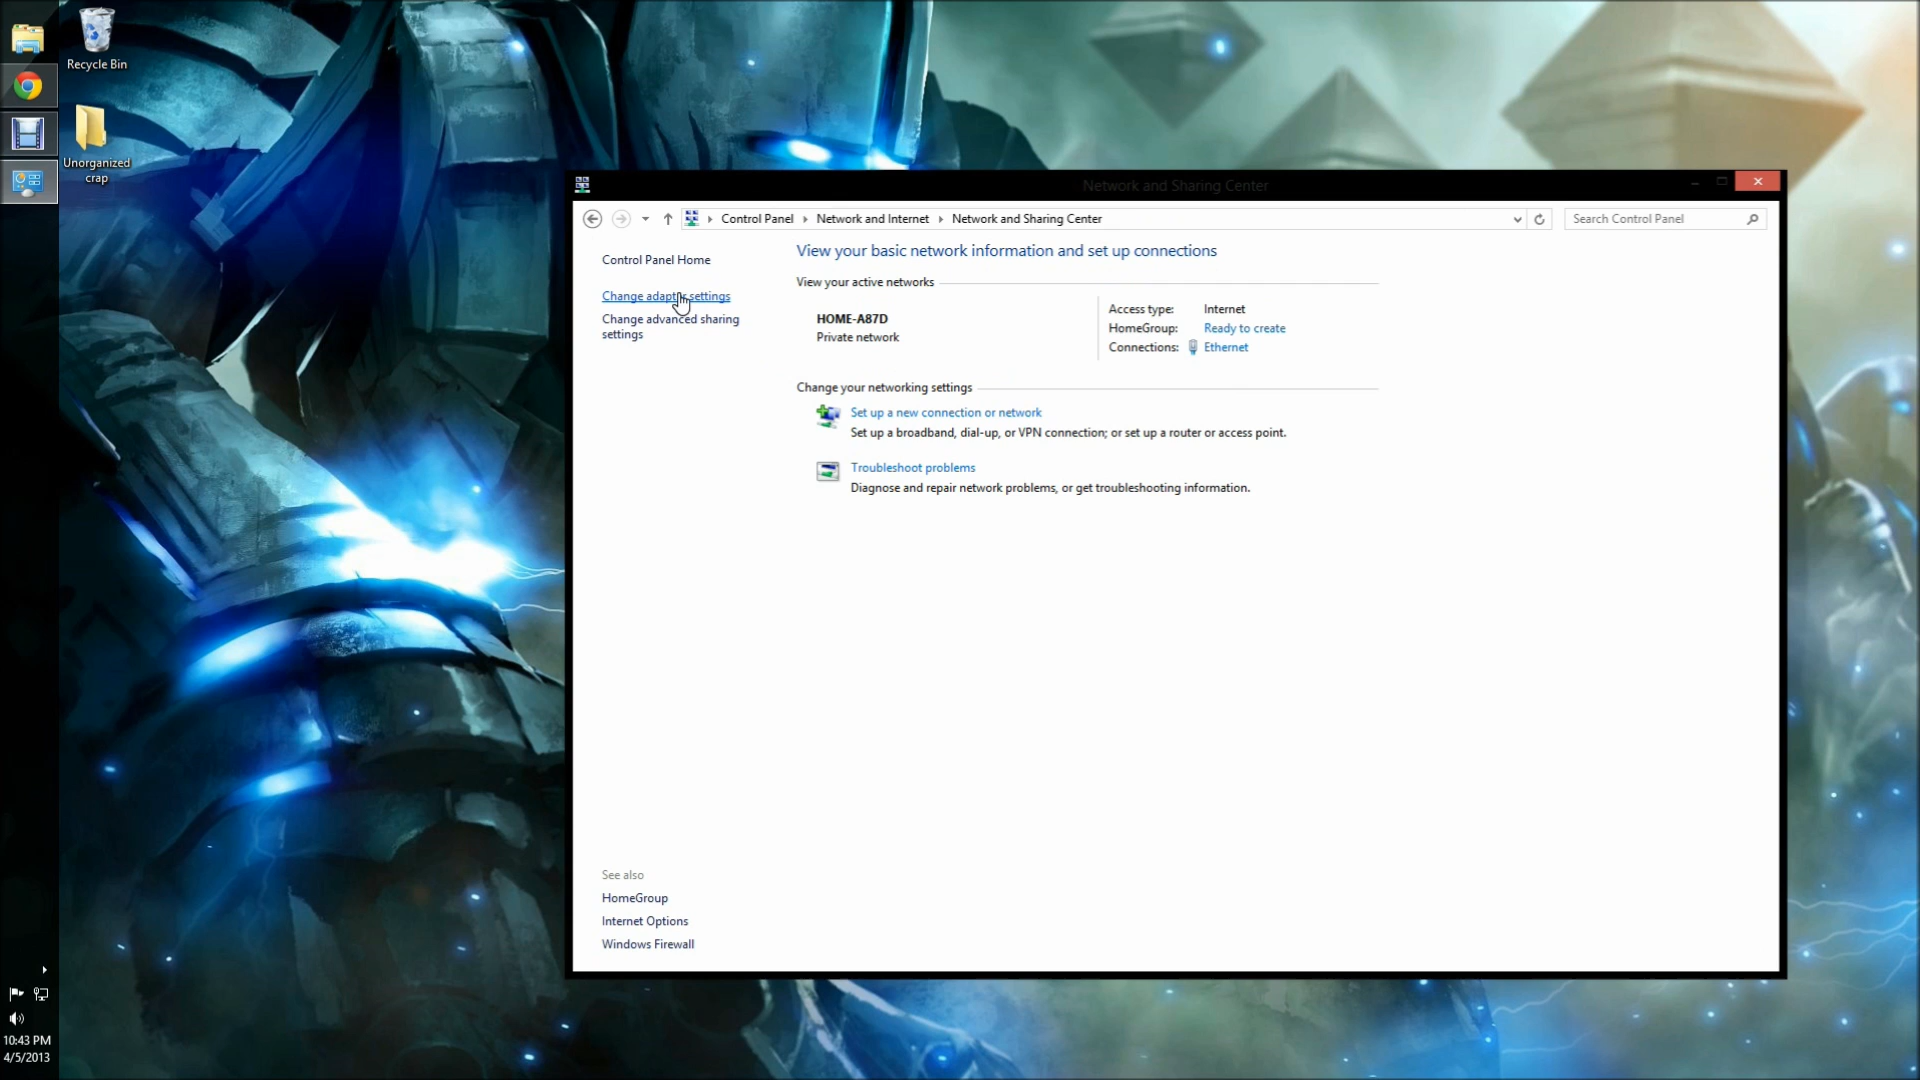 Recycle Bin
Unorganized
crap
Network and Sharing Center
Control Panel
Network and Internet
Network and Sharing Center
Search Control Panel
Control Panel Home
Change adapter settings
Change advanced sharing
settings
View your basic network information and set up connections
View your active networks
HOME-A87D
Private network
Access type: Internet
HomeGroup: Ready to create
Connections: Ethernet
Change your networking settings
Set up a new connection or network
Set up a broadband, dial-up, or VPN connection; or set up a router or access point.
Troubleshoot problems
Diagnose and repair network problems, or get troubleshooting information.
See also
HomeGroup
Internet Options
Windows Firewall
10:43 PM
4/5/2013